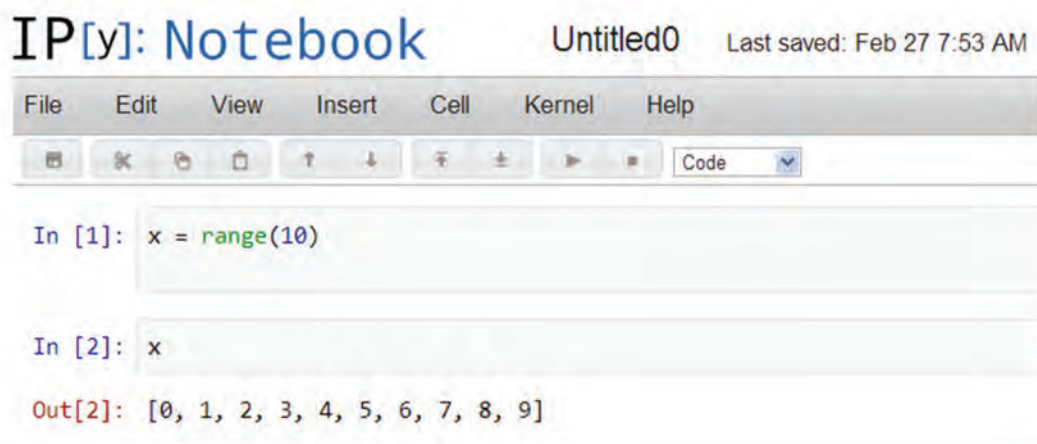 IP[y]: Notebook Untitled0 Last saved: Feb 27 7:53 AM
File Edit View Insert Cell Kernel Help
Code
In [1]: x = range(10)
In [2]: x
Out[2]: [0, 1, 2, 3, 4, 5, 6, 7, 8, 9]